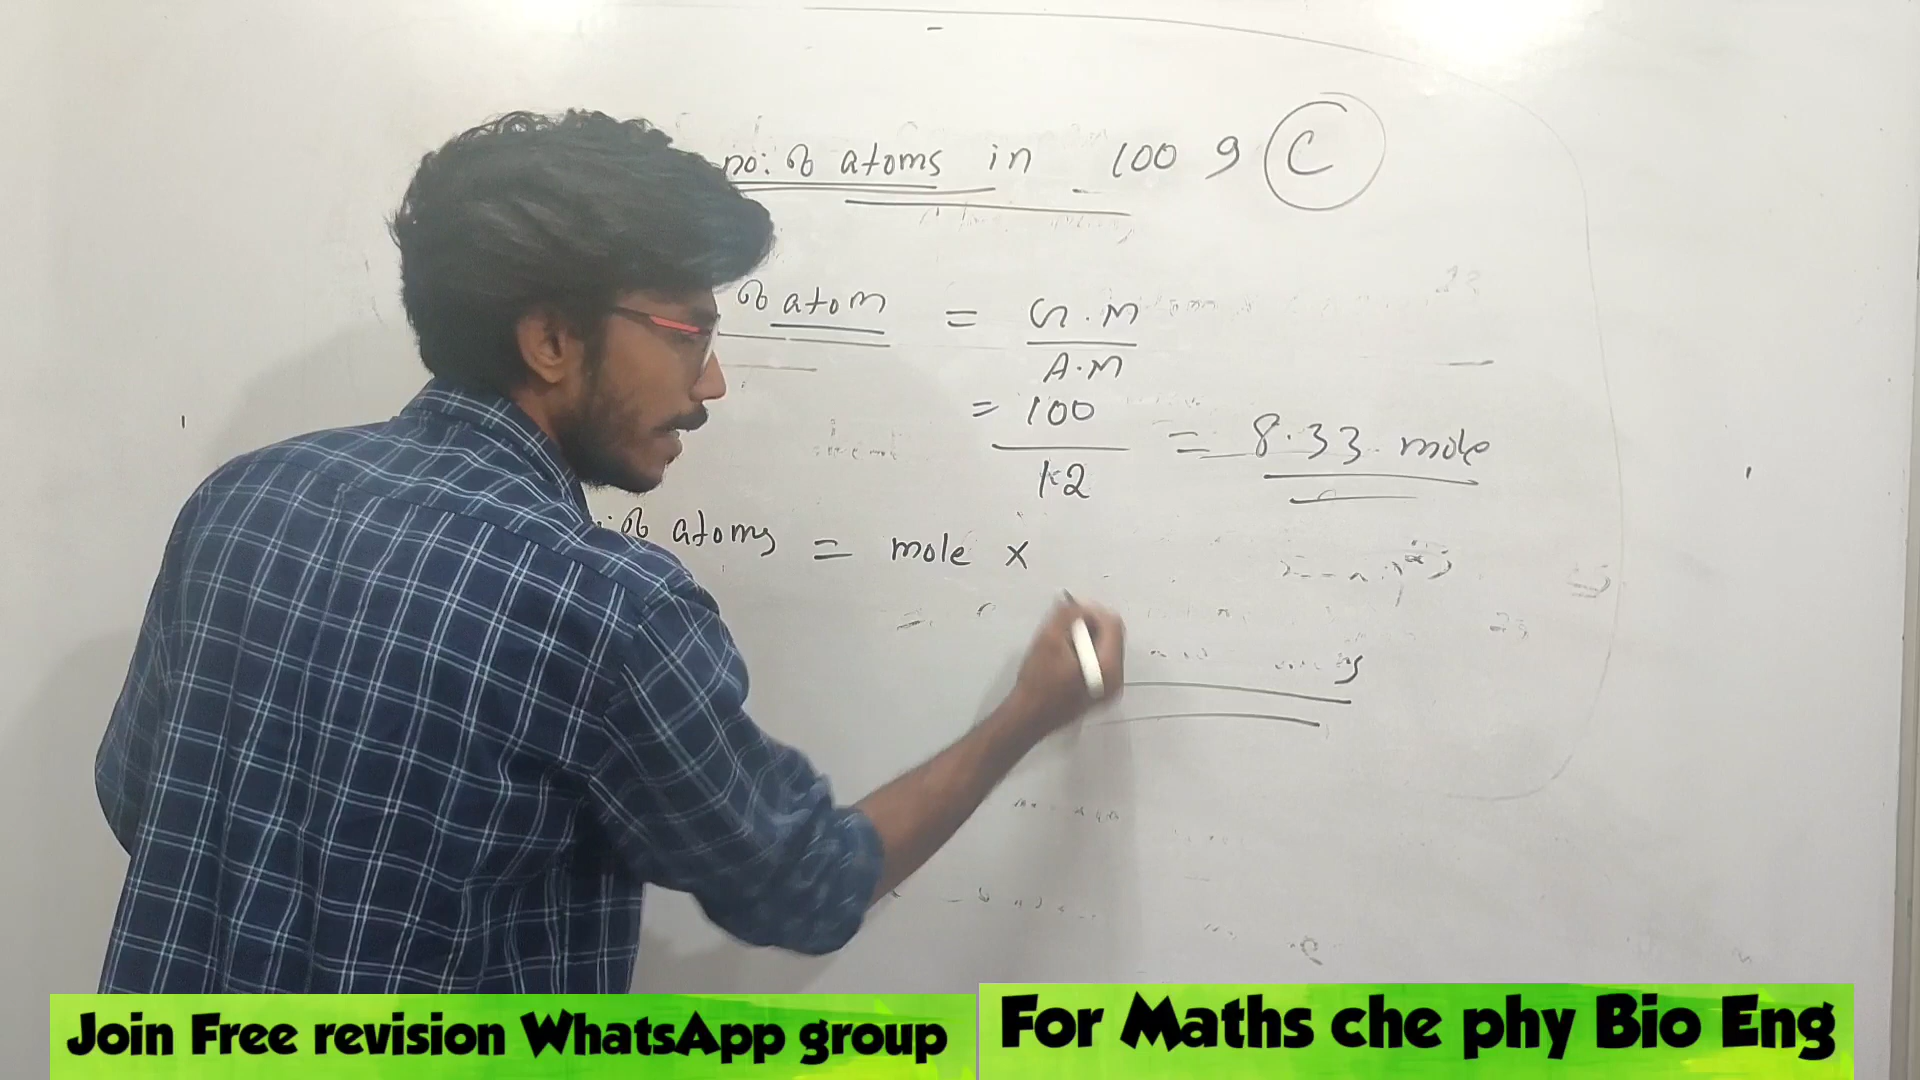 no: of atoms in 100 g C
of atom = G.M
A.M
= 100
12
= 8.33 mole
of atoms = mole x
Join Free revision WhatsApp group
For Maths che phy Bio Eng